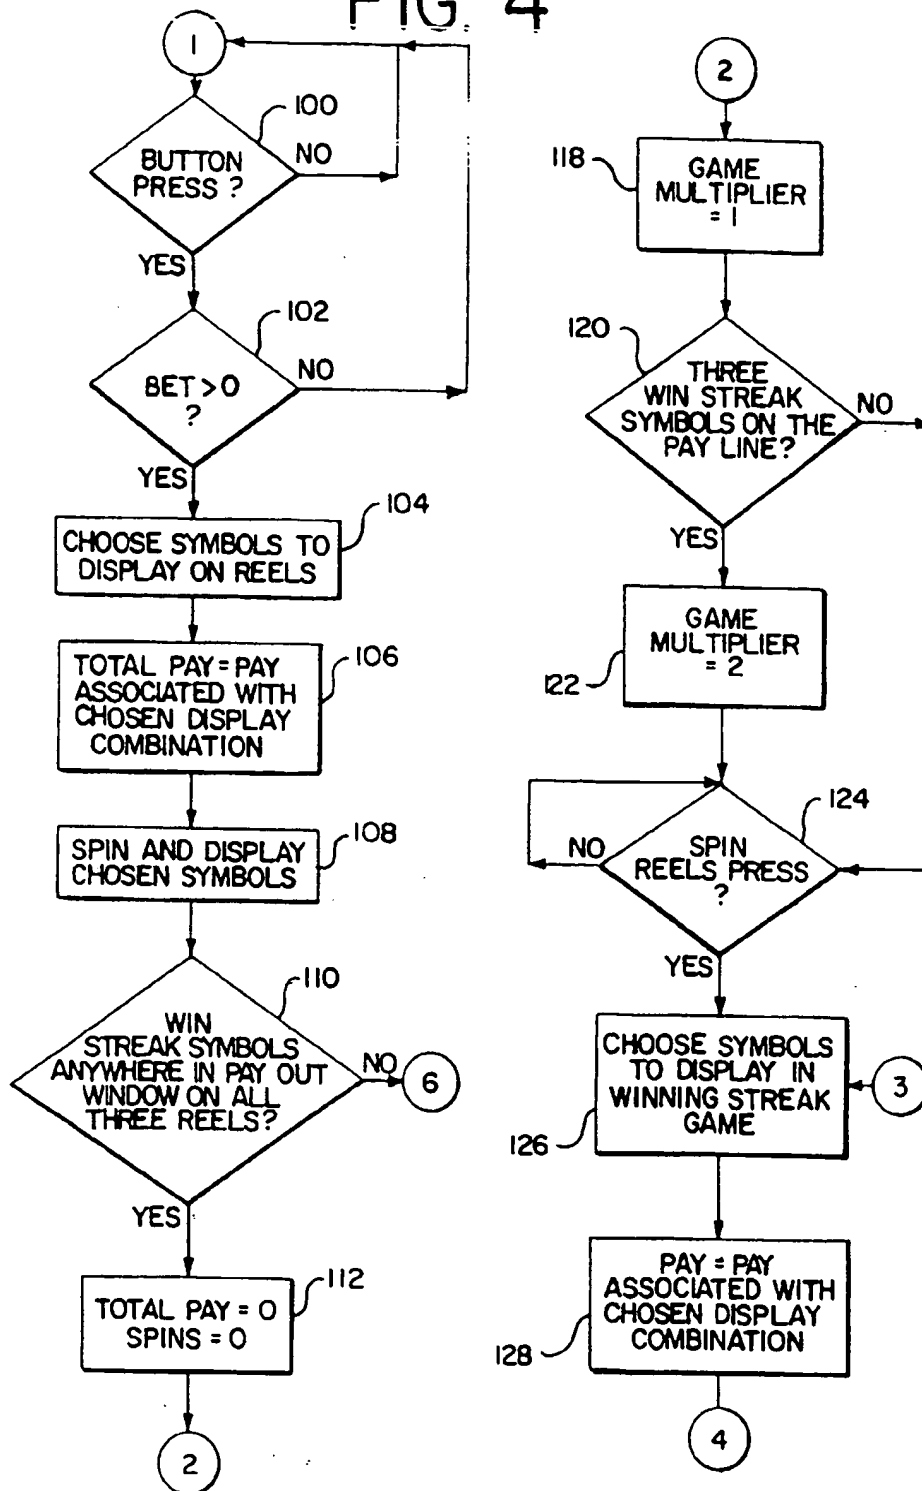 FIG. 4
1
100
BUTTON
PRESS ?
NO
YES
102
BET > 0
?
NO
YES
104
CHOOSE SYMBOLS TO
DISPLAY ON REELS
106
TOTAL PAY = PAY
ASSOCIATED WITH
CHOSEN DISPLAY
COMBINATION
108
SPIN AND DISPLAY
CHOSEN SYMBOLS
110
WIN
STREAK SYMBOLS
ANYWHERE IN PAY OUT
WINDOW ON ALL
THREE REELS?
NO
6
YES
112
TOTAL PAY = 0
SPINS = 0
2
2
118
GAME
MULTIPLIER
= 1
120
THREE
WIN STREAK
SYMBOLS ON THE
PAY LINE?
NO
YES
GAME
MULTIPLIER
= 2
122
124
SPIN
REELS PRESS
?
NO
YES
CHOOSE SYMBOLS
TO DISPLAY IN
WINNING STREAK
GAME
3
126
PAY = PAY
ASSOCIATED WITH
CHOSEN DISPLAY
COMBINATION
128
4